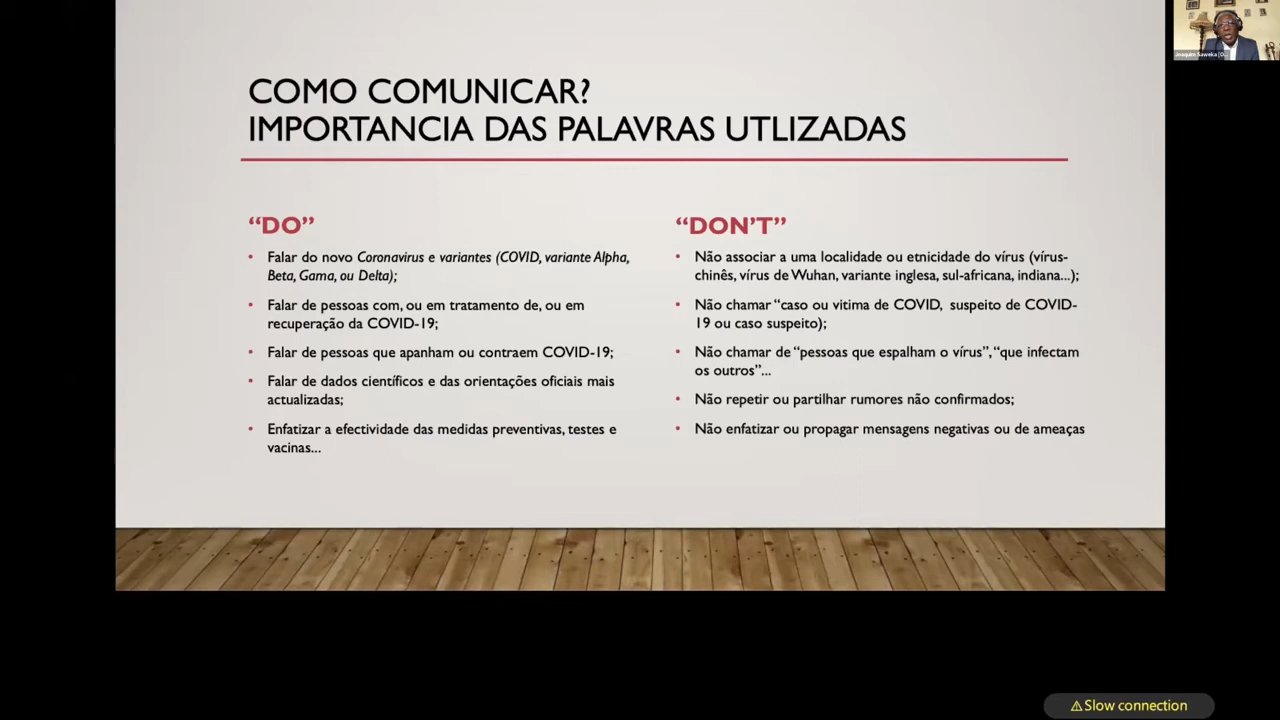 COMO COMUNICAR?
IMPORTANCIA DAS PALAVRAS UTLIZADAS
“DO”
• Falar do novo Coronavirus e variantes (COVID, variante Alpha,
Beta, Gama, ou Delta);
• Falar de pessoas com, ou em tratamento de, ou em
recuperação da COVID-19;
• Falar de pessoas que apanham ou contraem COVID-19;
• Falar de dados científicos e das orientações oficiais mais
actualizadas;
• Enfatizar a efectividade das medidas preventivas, testes e
vacinas...
“DON’T”
• Não associar a uma localidade ou etnicidade do vírus (vírus-
chinês, vírus de Wuhan, variante inglesa, sul-africana, indiana...);
• Não chamar “caso ou vitima de COVID, suspeito de COVID-
19 ou caso suspeito);
• Não chamar de “pessoas que espalham o vírus”, “que infectam
os outros”...
• Não repetir ou partilhar rumores não confirmados;
• Não enfatizar ou propagar mensagens negativas ou de ameaças
Joaquim Saweka
Slow connection